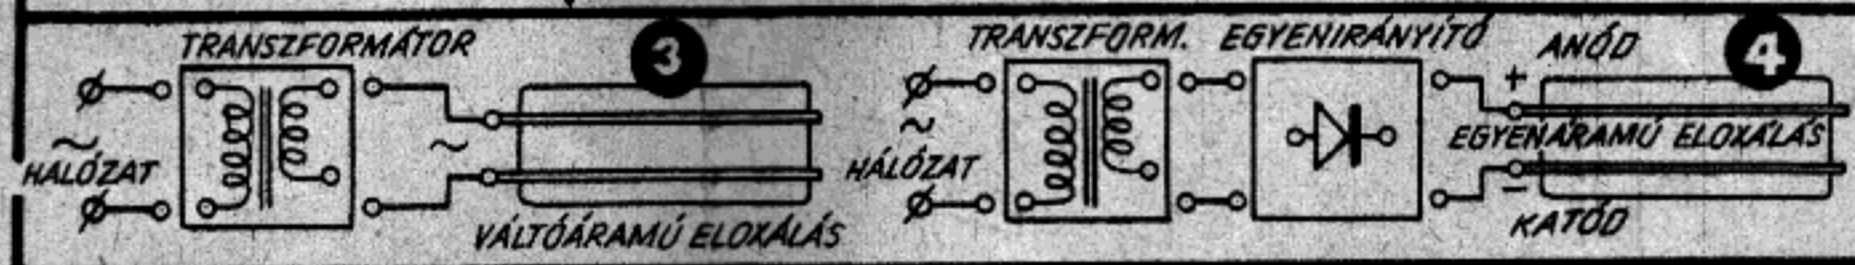 TRANSZFORMÁTOR
3
~
HÁLÓZAT
~
VÁLTÓÁRAMÚ ELOXÁLÁS
TRANSZFORM. EGYENIRÁNYÍTÓ ANÓD
4
~
HÁLÓZAT
+
EGYENÁRAMÚ ELOXÁLÁS
−
KATÓD